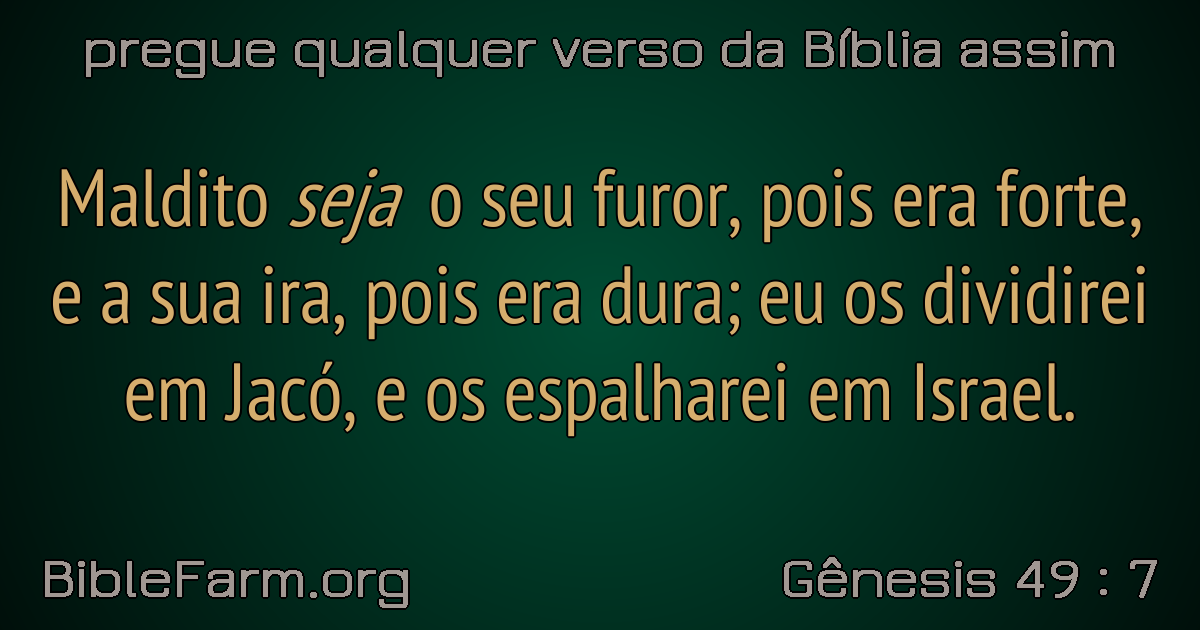 pregue qualquer verso da Bíblia assim
Maldito seja o seu furor, pois era forte,
e a sua ira, pois era dura; eu os dividirei
em Jacó, e os espalharei em Israel.
BibleFarm.org
Gênesis 49 : 7